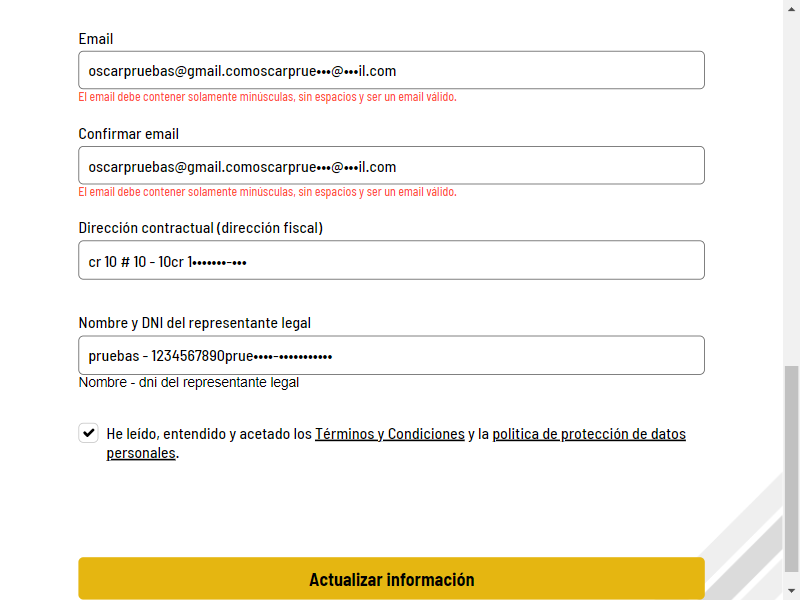 Email
oscarpruebas@gmail.comoscarprue•••@•••il.com
El email debe contener solamente minúsculas, sin espacios y ser un email válido.
Confirmar email
oscarpruebas@gmail.comoscarprue•••@•••il.com
El email debe contener solamente minúsculas, sin espacios y ser un email válido.
Dirección contractual (dirección fiscal)
cr 10 # 10 - 10cr 1•••••••-•••
Nombre y DNI del representante legal
pruebas - 1234567890prue••••-•••••••••••
Nombre - dni del representante legal
He leído, entendido y acetado los Términos y Condiciones y la politica de protección de datos
personales.
Actualizar información